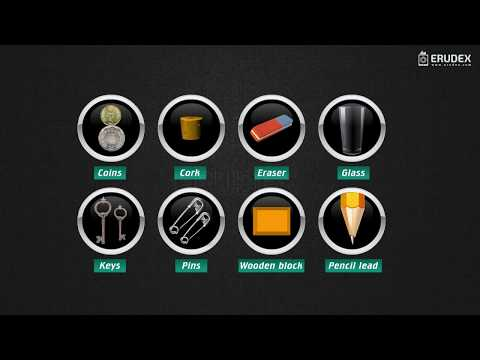 ERUDEX
WWW.ERUDEX.COM
Coins
Cork
Eraser
Glass
Keys
Pins
Wooden block
Pencil lead